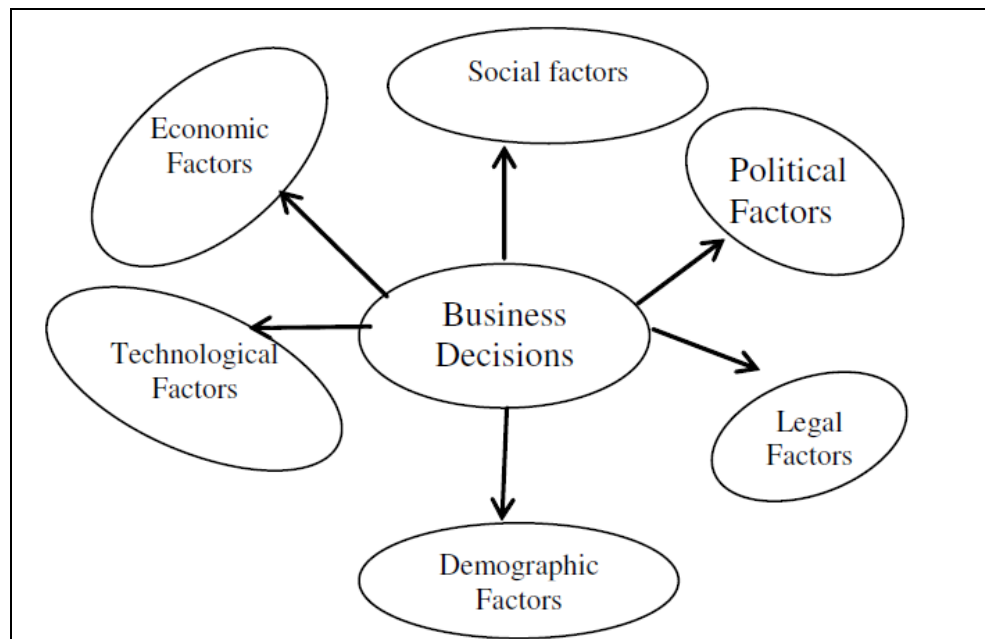 Social factors
Economic
Factors
Political
Factors
Business
Decisions
Technological
Factors
Legal
Factors
Demographic
Factors